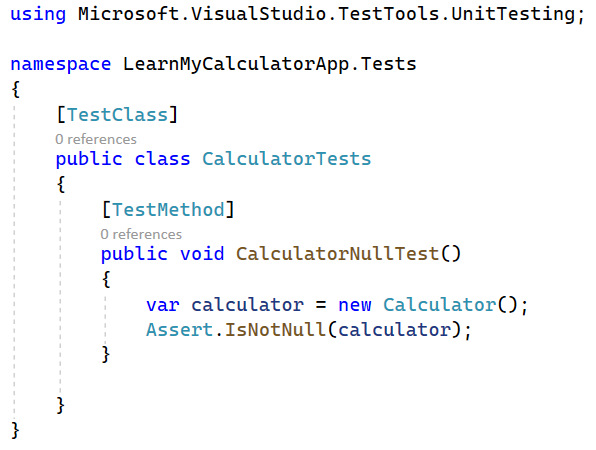 using Microsoft.VisualStudio.TestTools.UnitTesting;
namespace LearnMyCalculatorApp.Tests
{
[TestClass]
0 references
public class CalculatorTests
{
[TestMethod]
0 references
public void CalculatorNullTest()
{
var calculator = new Calculator();
Assert.IsNotNull(calculator);
}
}
}